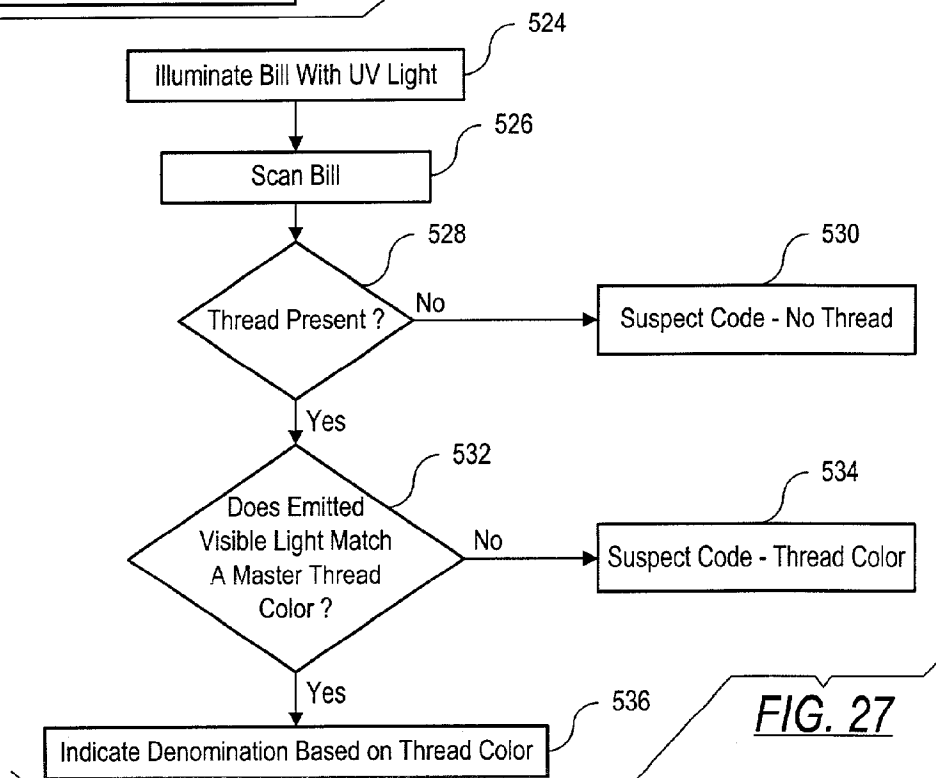 524
Illuminate Bill With UV Light
526
Scan Bill
528
530
Thread Present ?
No
Suspect Code - No Thread
Yes
532
534
Does Emitted
Visible Light Match
A Master Thread
Color ?
No
Suspect Code - Thread Color
Yes
536
Indicate Denomination Based on Thread Color
FIG. 27